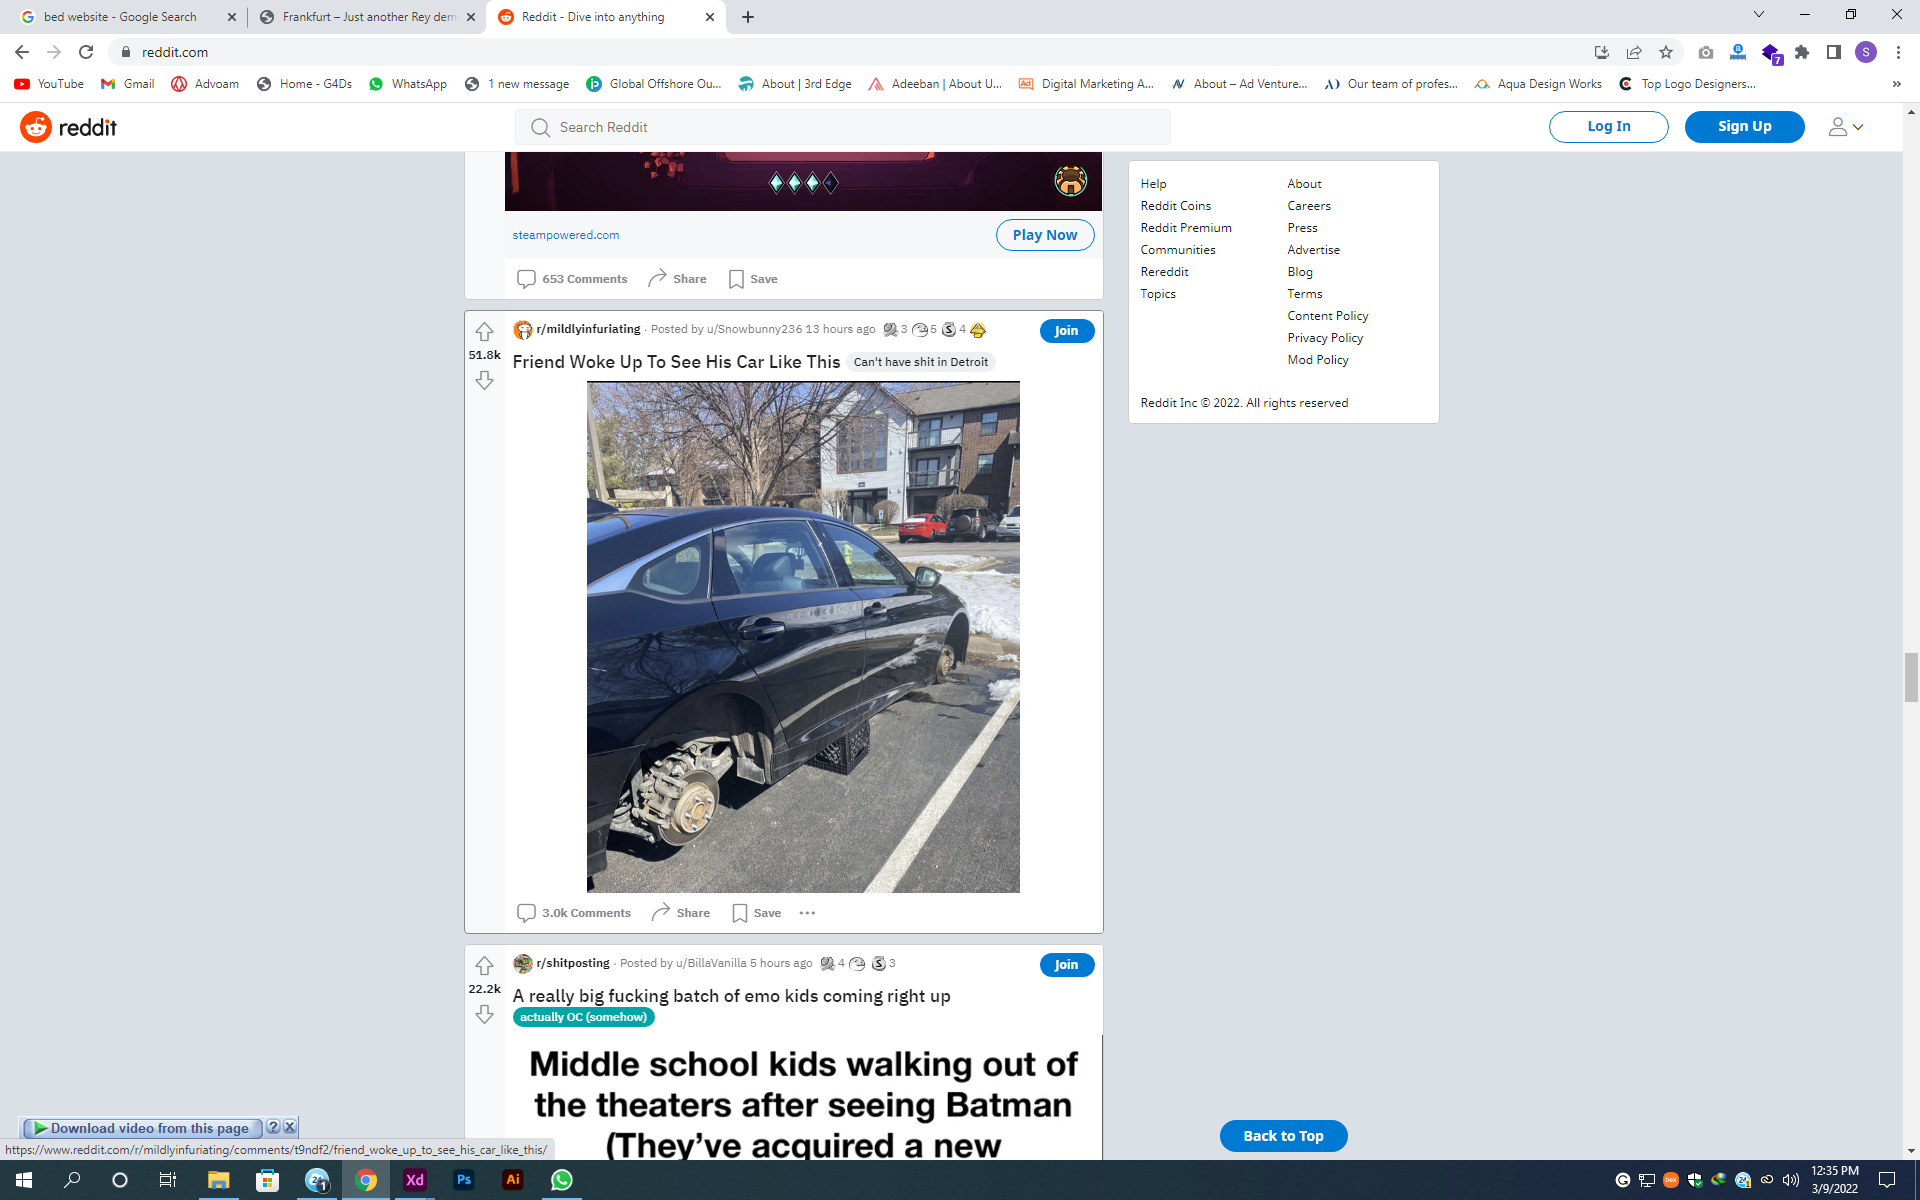 bed website - Google Search
Frankfurt – Just another Rey dem
Reddit - Dive into anything
reddit.com
7
S
YouTube
Gmail
Advoam
Home - G4Ds
WhatsApp
1 new message
Global Offshore Ou...
About | 3rd Edge
Adeeban | About U...
Digital Marketing A...
About – Ad Venture...
Our team of profes...
Aqua Design Works
Top Logo Designers...
»
reddit
Search Reddit
Log In
Sign Up
steampowered.com
Play Now
653 Comments
Share
Save
Help
About
Reddit Coins
Careers
Reddit Premium
Press
Communities
Advertise
Rereddit
Blog
Topics
Terms
Content Policy
Privacy Policy
Mod Policy
Reddit Inc © 2022. All rights reserved
51.8k
r/mildlyinfuriating · Posted by u/Snowbunny236 13 hours ago 3 5 4
Join
Friend Woke Up To See His Car Like This Can't have shit in Detroit
3.0k Comments
Share
Save
22.2k
r/shitposting · Posted by u/BillaVanilla 5 hours ago 4 3
Join
A really big fucking batch of emo kids coming right up
actually OC (somehow)
Middle school kids walking out of
the theaters after seeing Batman
(They've acquired a new
Back to Top
Download video from this page
https://www.reddit.com/r/mildlyinfuriating/comments/t9ndf2/friend_woke_up_to_see_his_car_like_this/
Xd
Ps
Ai
12:35 PM
3/9/2022